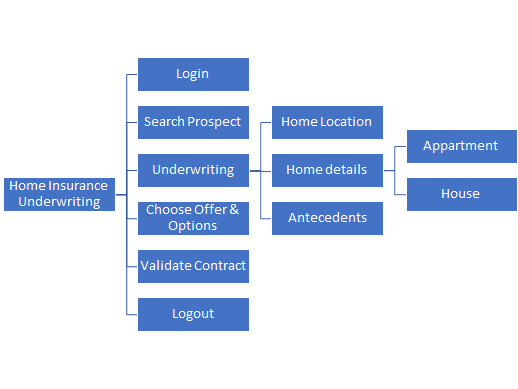 Login
Search Prospect
Home Location
Appartment
Underwriting
Home details
Home Insurance
Underwriting
House
Choose Offer &
Options
Antecedents
Validate Contract
Logout